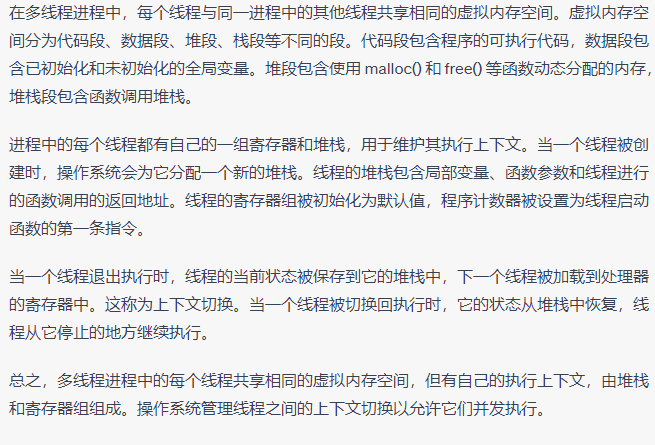 在多线程进程中，每个线程与同一进程中的其他线程共享相同的虚拟内存空间。虚拟内存空
间分为代码段、数据段、堆段、栈段等不同的段。代码段包含程序的可执行代码，数据段包
含已初始化和未初始化的全局变量。堆段包含使用 malloc() 和 free() 等函数动态分配的内存，
堆栈段包含函数调用堆栈。
进程中的每个线程都有自己的一组寄存器和堆栈，用于维护其执行上下文。当一个线程被创
建时，操作系统会为它分配一个新的堆栈。线程的堆栈包含局部变量、函数参数和线程进行
的函数调用的返回地址。线程的寄存器组被初始化为默认值，程序计数器被设置为线程启动
函数的第一条指令。
当一个线程退出执行时，线程的当前状态被保存到它的堆栈中，下一个线程被加载到处理器
的寄存器中。这称为上下文切换。当一个线程被切换回执行时，它的状态从堆栈中恢复，线
程从它停止的地方继续执行。
总之，多线程进程中的每个线程共享相同的虚拟内存空间，但有自己的执行上下文，由堆栈
和寄存器组组成。操作系统管理线程之间的上下文切换以允许它们并发执行。